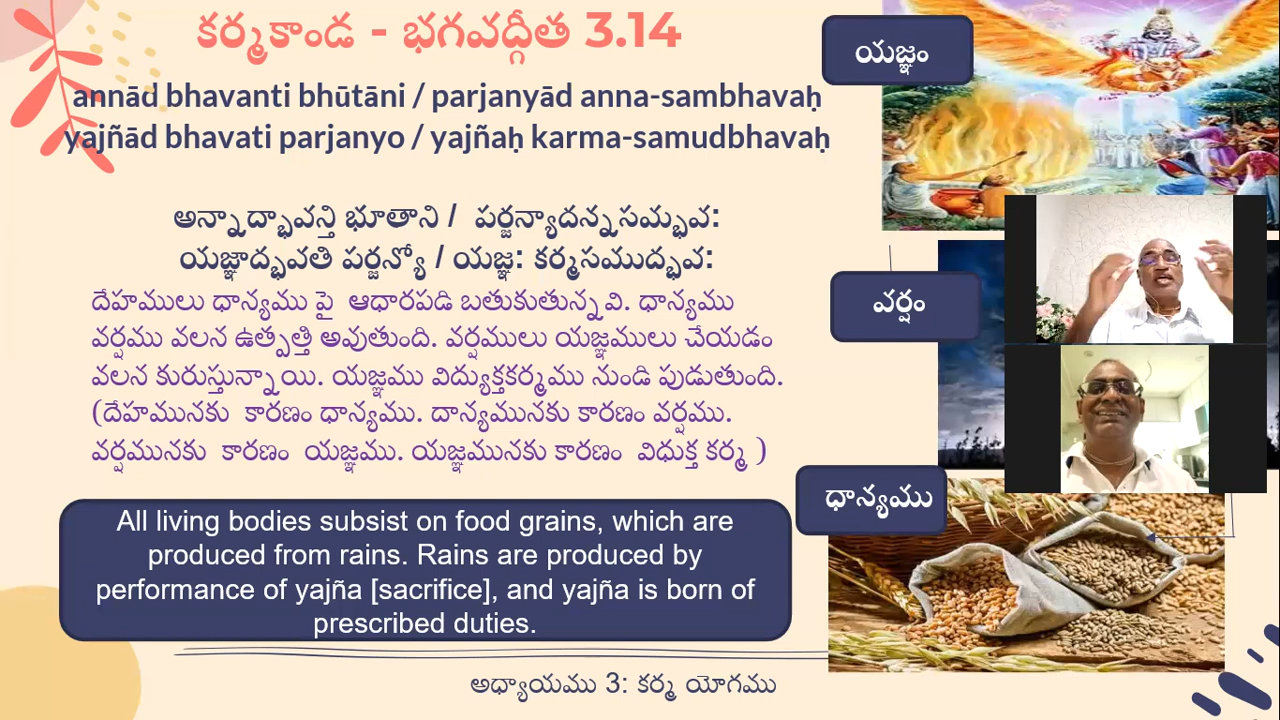 కర్మకాండ - భగవద్గీత 3.14
annād bhavanti bhūtāni / parjanyād anna-sambhavaḥ
yajñād bhavati parjanyo / yajñaḥ karma-samudbhavaḥ
అన్నాద్భావన్తి భూతాని / పర్జన్యాదన్నసమ్భవ:
యజ్ఞాద్భవతి పర్జన్యో / యజ్ఞ: కర్మసముద్భవ:
దేహములు ధాన్యము పై ఆధారపడి బతుకుతున్నవి. ధాన్యము
వర్షము వలన ఉత్పత్తి అవుతుంది. వర్షములు యజ్ఞములు చేయడం
వలన కురుస్తున్నాయి. యజ్ఞము విద్యుక్తకర్మము నుండి పుడుతుంది.
(దేహమునకు కారణం ధాన్యము. దాన్యమునకు కారణం వర్షము.
వర్షమునకు కారణం యజ్ఞము. యజ్ఞమునకు కారణం విధుక్త కర్మ )
All living bodies subsist on food grains, which are
produced from rains. Rains are produced by
performance of yajña [sacrifice], and yajña is born of
prescribed duties.
అధ్యాయము 3: కర్మ యోగము
యజ్ఞం
వర్షం
ధాన్యము